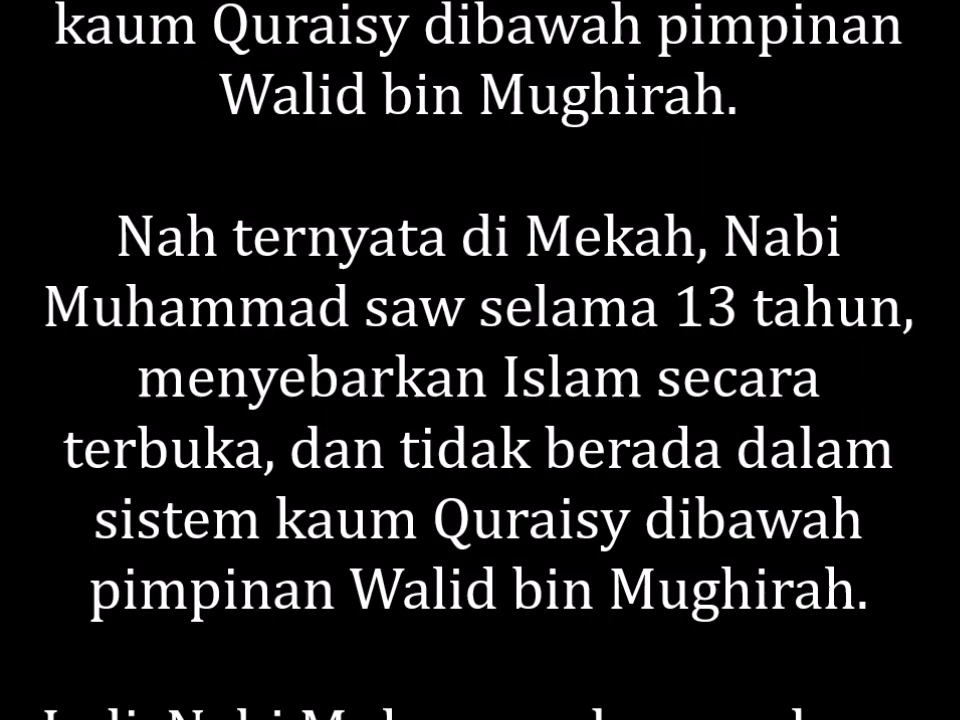 kaum Quraisy dibawah pimpinan
Walid bin Mughirah.
Nah ternyata di Mekah, Nabi
Muhammad saw selama 13 tahun,
menyebarkan Islam secara
terbuka, dan tidak berada dalam
sistem kaum Quraisy dibawah
pimpinan Walid bin Mughirah.